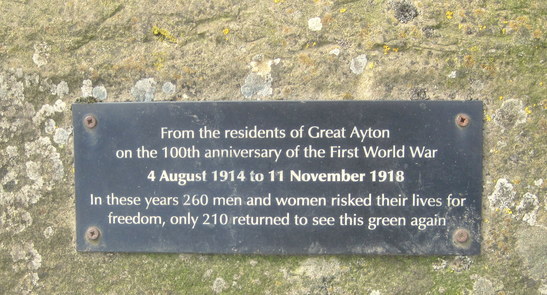 From the residents of Great Ayton
on the 100th anniversary of the First World War
4 August 1914 to 11 November 1918
In these years 260 men and women risked their lives for
freedom, only 210 returned to see this green again